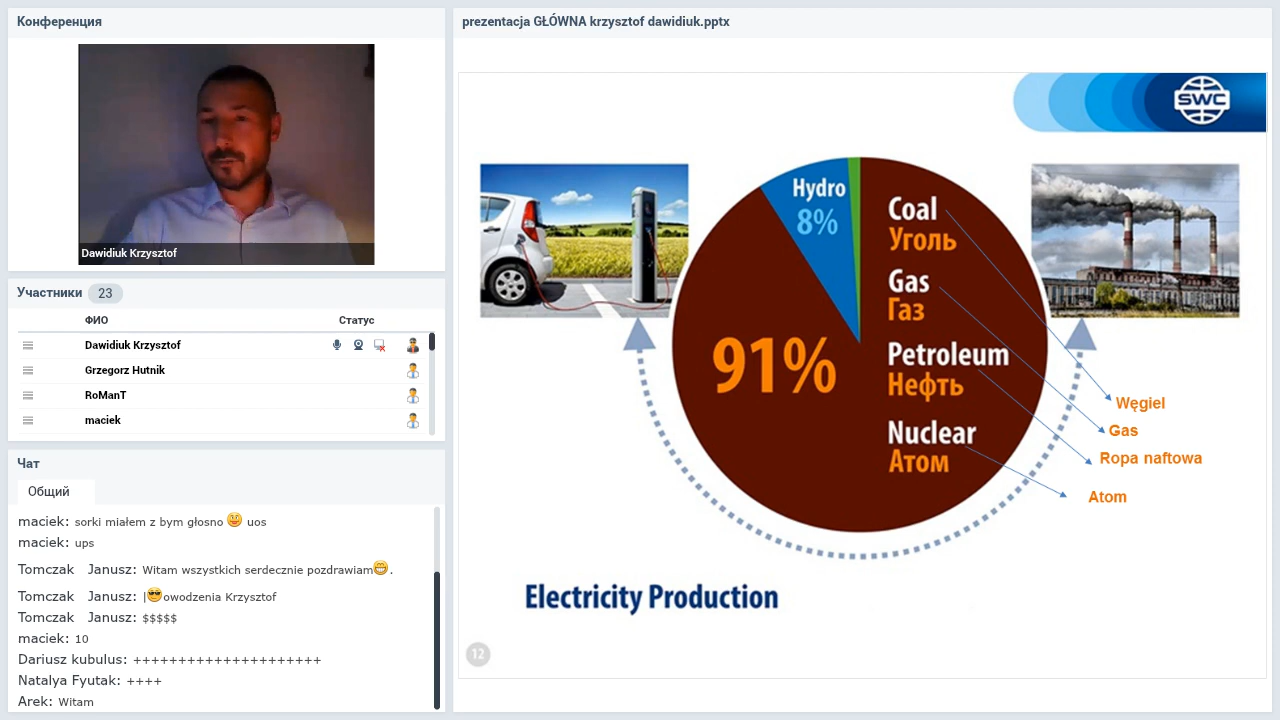 Конференция
Dawidiuk Krzysztof
Участники 23
ФИО Статус
Dawidiuk Krzysztof
Grzegorz Hutnik
RoManT
maciek
Чат
Общий
maciek: sorki miałem z bym głosno uos
maciek: ups
Tomczak Janusz: Witam wszystkich serdecznie pozdrawiam.
Tomczak Janusz: |owodzenia Krzysztof
Tomczak Janusz: $$$$$
maciek: 10
Dariusz kubulus: +++++++++++++++++++++
Natalya Fyutak: ++++
Arek: Witam
prezentacja GŁÓWNA krzysztof dawidiuk.pptx
SWC
Hydro
8%
91%
Coal
Уголь
Gas
Газ
Petroleum
Нефть
Nuclear
Атом
Węgiel
Gas
Ropa naftowa
Atom
Electricity Production
12